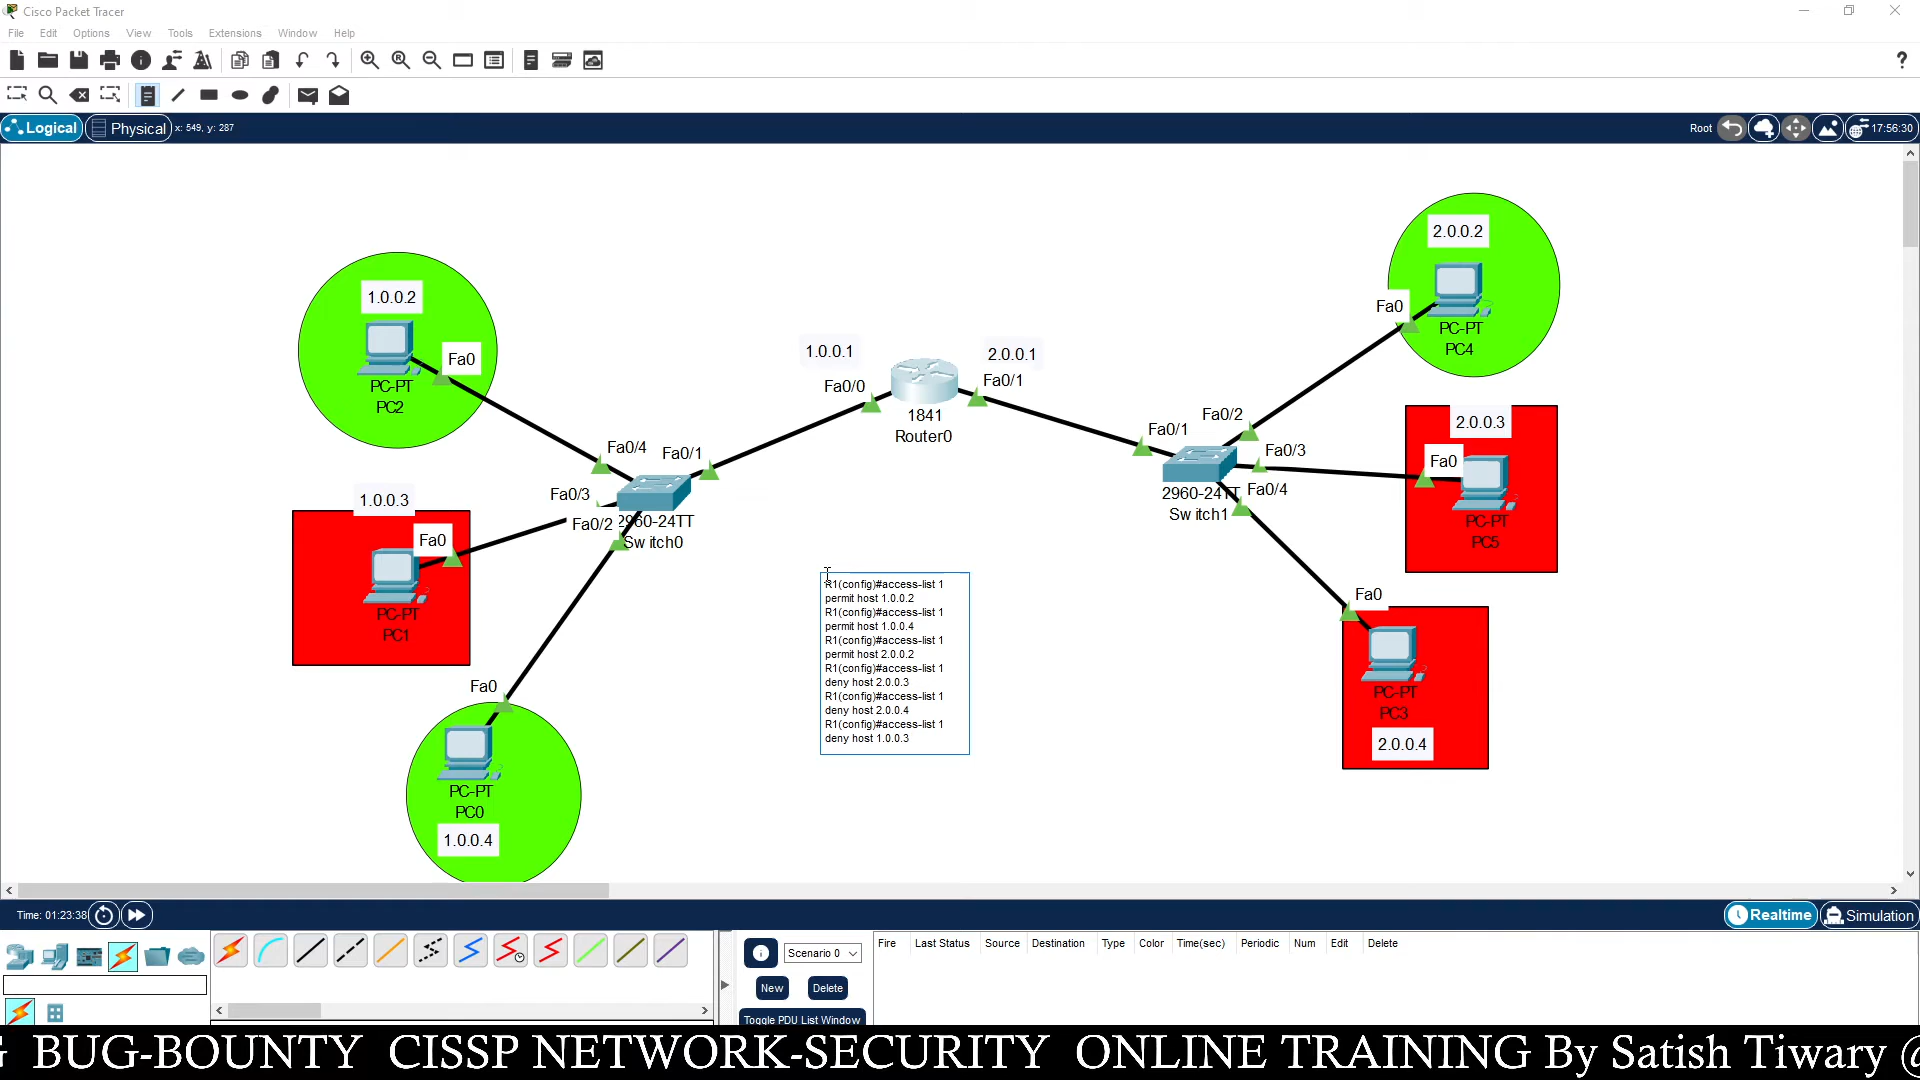 Cisco Packet Tracer
File Edit Options View Tools Extensions Window Help
?
Logical Physical x: 549, y: 287 Root 17:56:30
1.0.0.2
Fa0
PC-PT
PC2
1.0.0.3
Fa0
PC-PT
PC1
Fa0
PC-PT
PC0
1.0.0.4
Fa0/4
Fa0/1
Fa0/3
Fa0/2
2960-24TT
Switch0
1.0.0.1
Fa0/0
2.0.0.1
Fa0/1
1841
Router0
R1(config)#access-list 1
permit host 1.0.0.2
R1(config)#access-list 1
permit host 1.0.0.4
R1(config)#access-list 1
permit host 2.0.0.2
R1(config)#access-list 1
deny host 2.0.0.3
R1(config)#access-list 1
deny host 2.0.0.4
R1(config)#access-list 1
deny host 1.0.0.3
Fa0/1
Fa0/2
Fa0/3
Fa0/4
2960-24TT
Switch1
2.0.0.2
Fa0
PC-PT
PC4
2.0.0.3
Fa0
PC-PT
PC5
Fa0
PC-PT
PC3
2.0.0.4
Time: 01:23:38 Realtime Simulation
Scenario 0
New Delete
Toggle PDU List Window
Fire Last Status Source Destination Type Color Time(sec) Periodic Num Edit Delete
G BUG-BOUNTY CISSP NETWORK-SECURITY ONLINE TRAINING By Satish Tiwary @